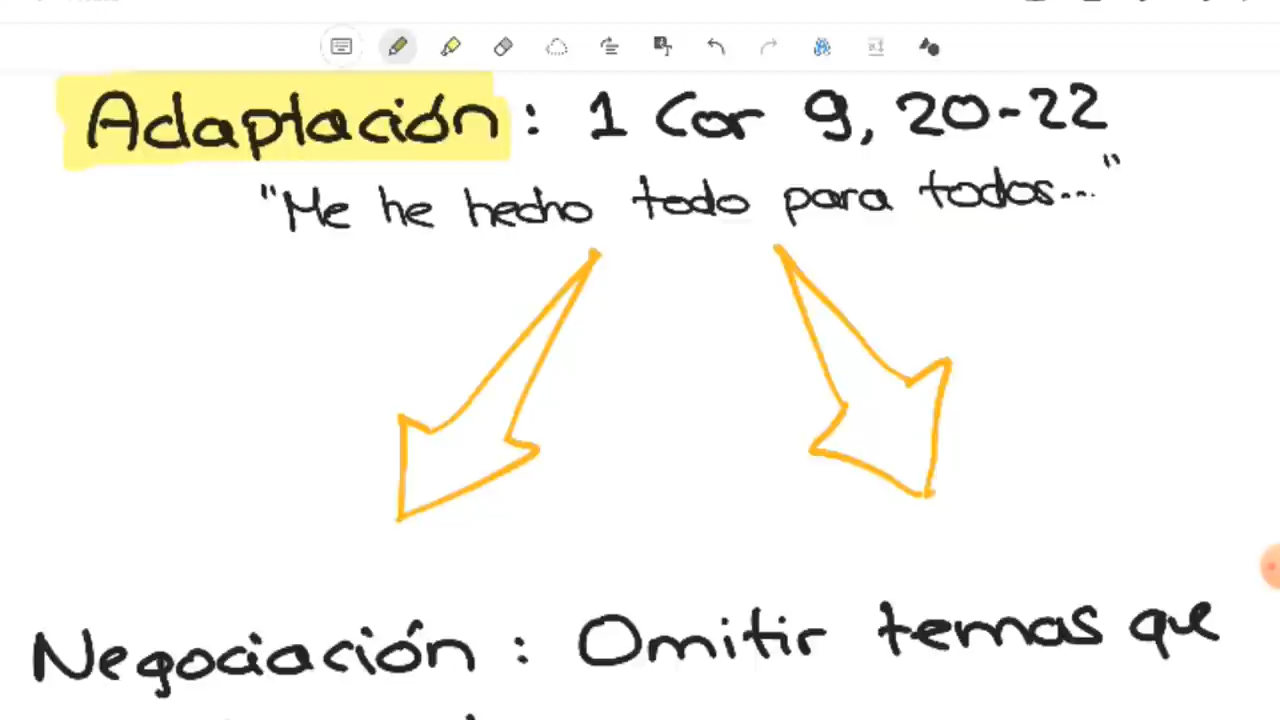 Adaptación: 1 Cor 9, 20-22
"Me he hecho todo para todos..."
Negociación: Omitir temas que